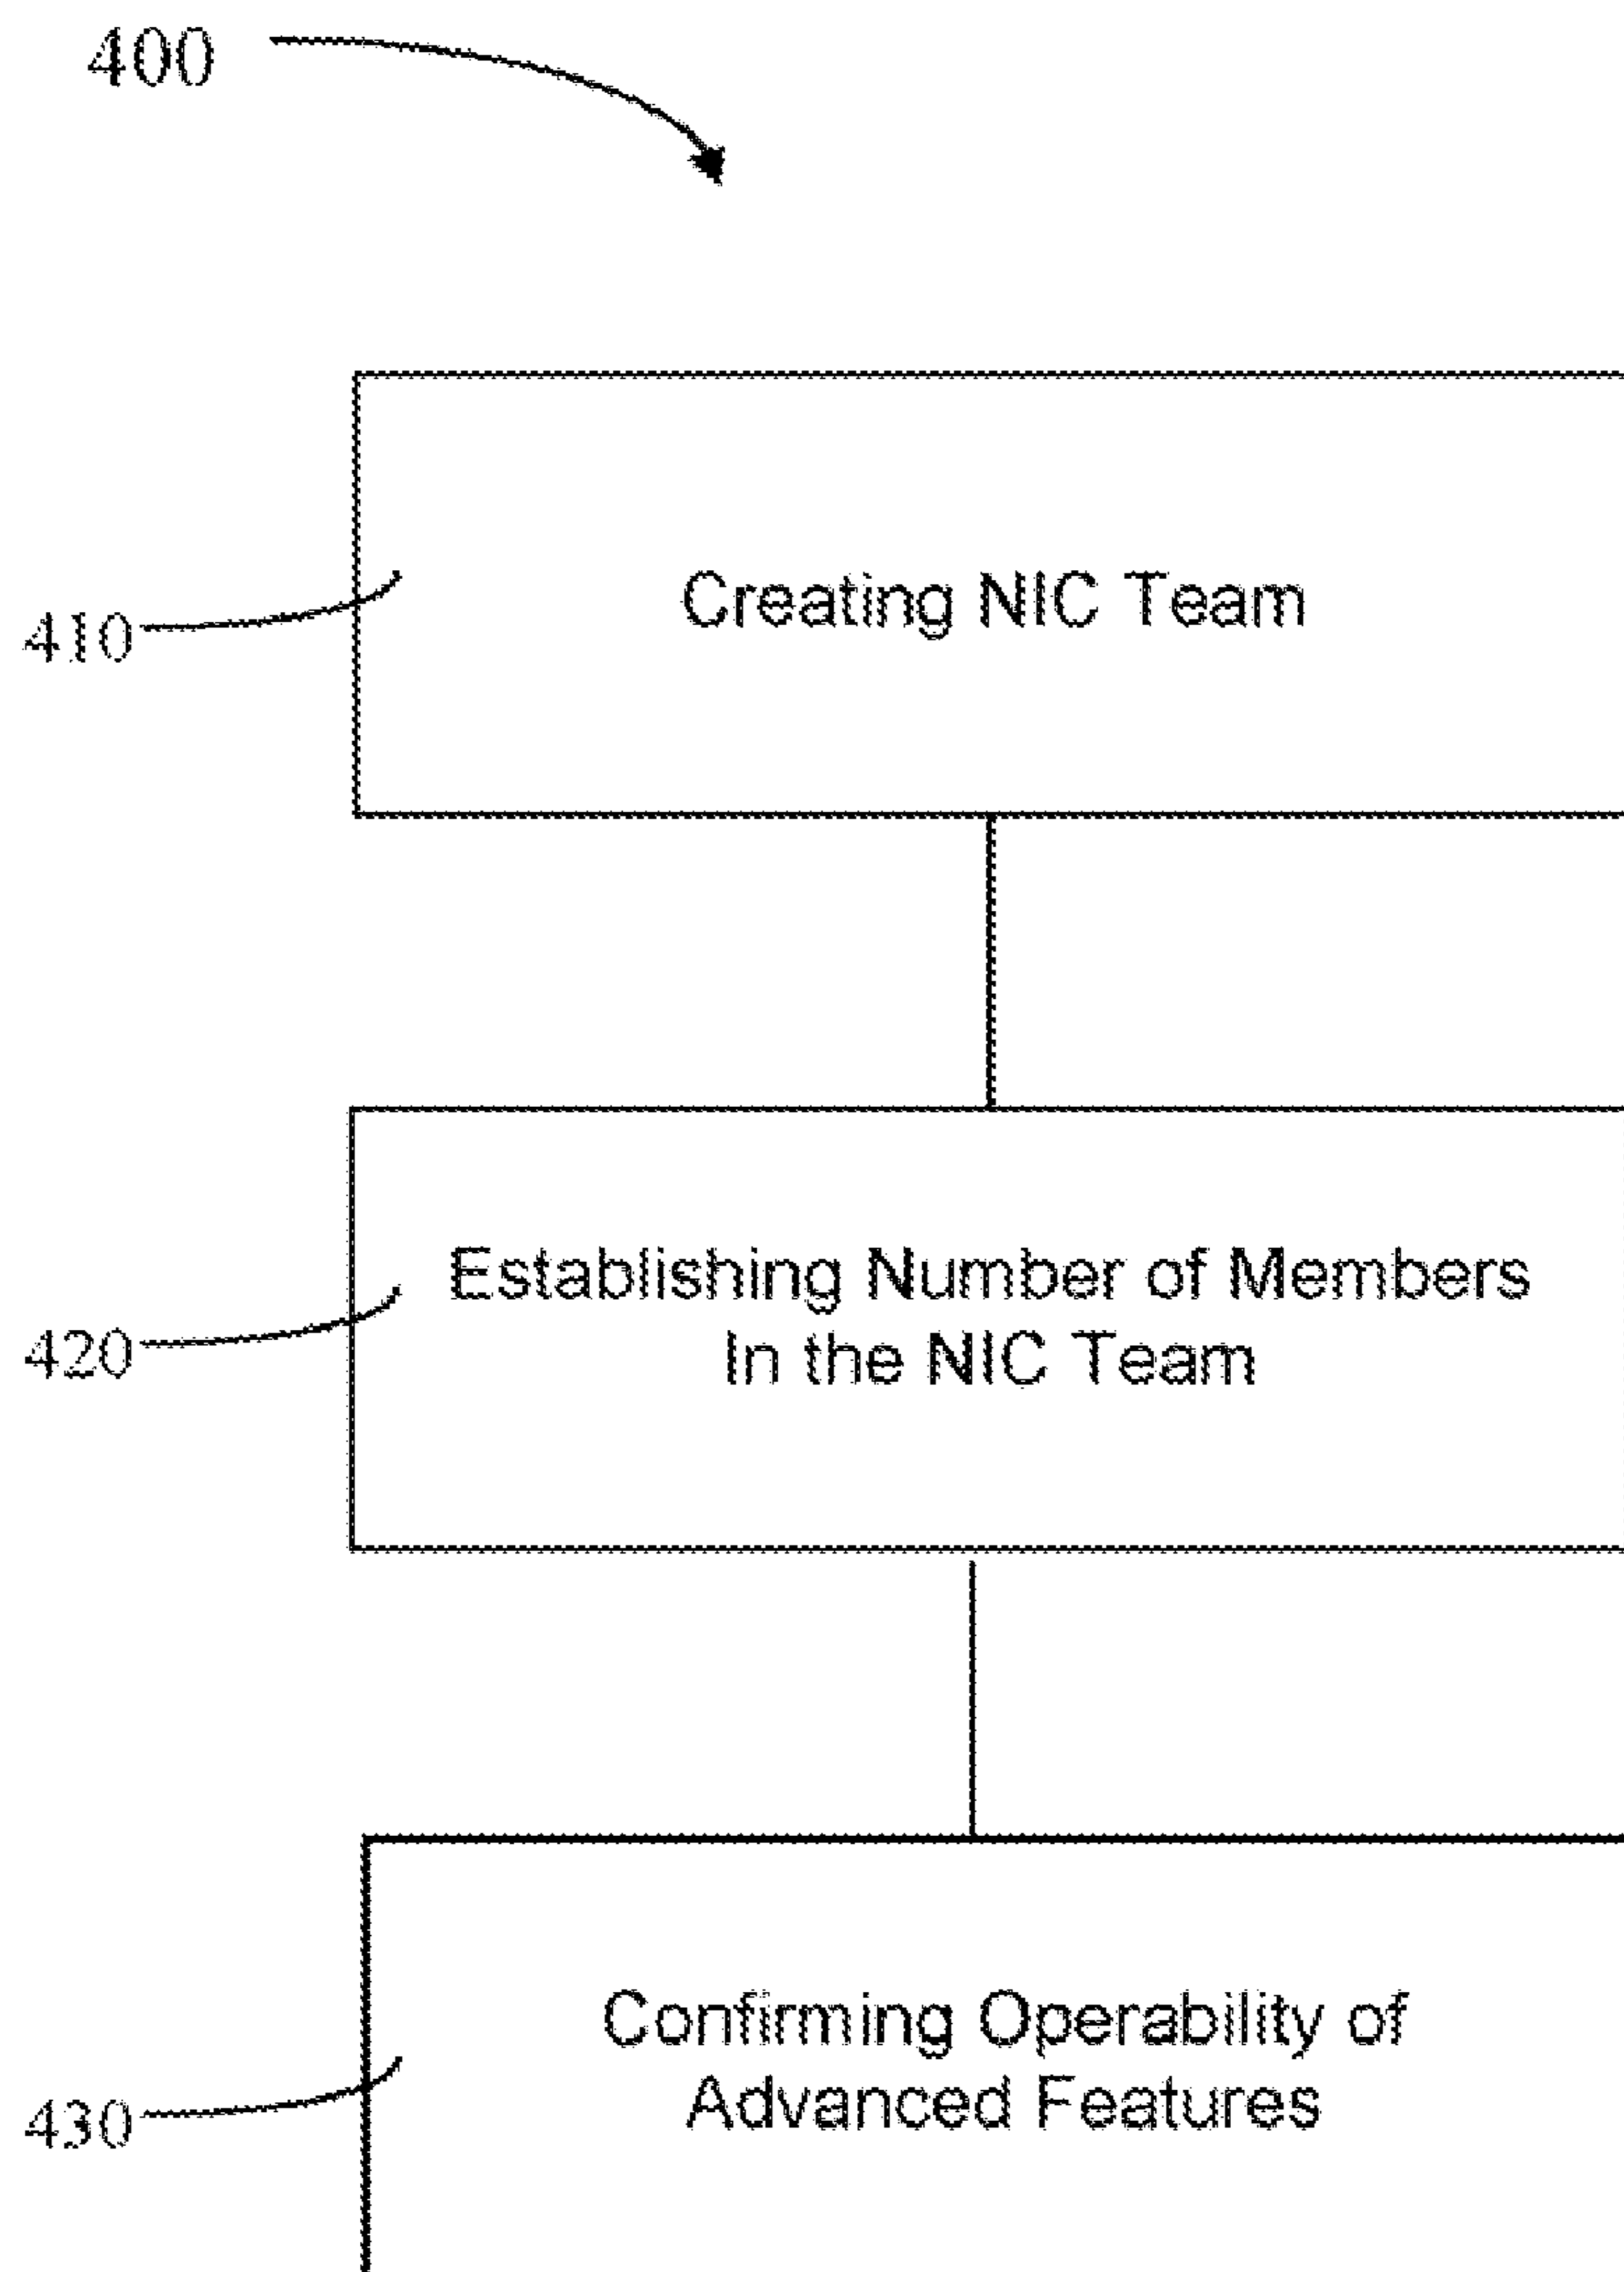 400
Creating NIC Team
410
Establishing Number of Members
In the NIC Team
420
Confirming Operability of
Advanced Features
430